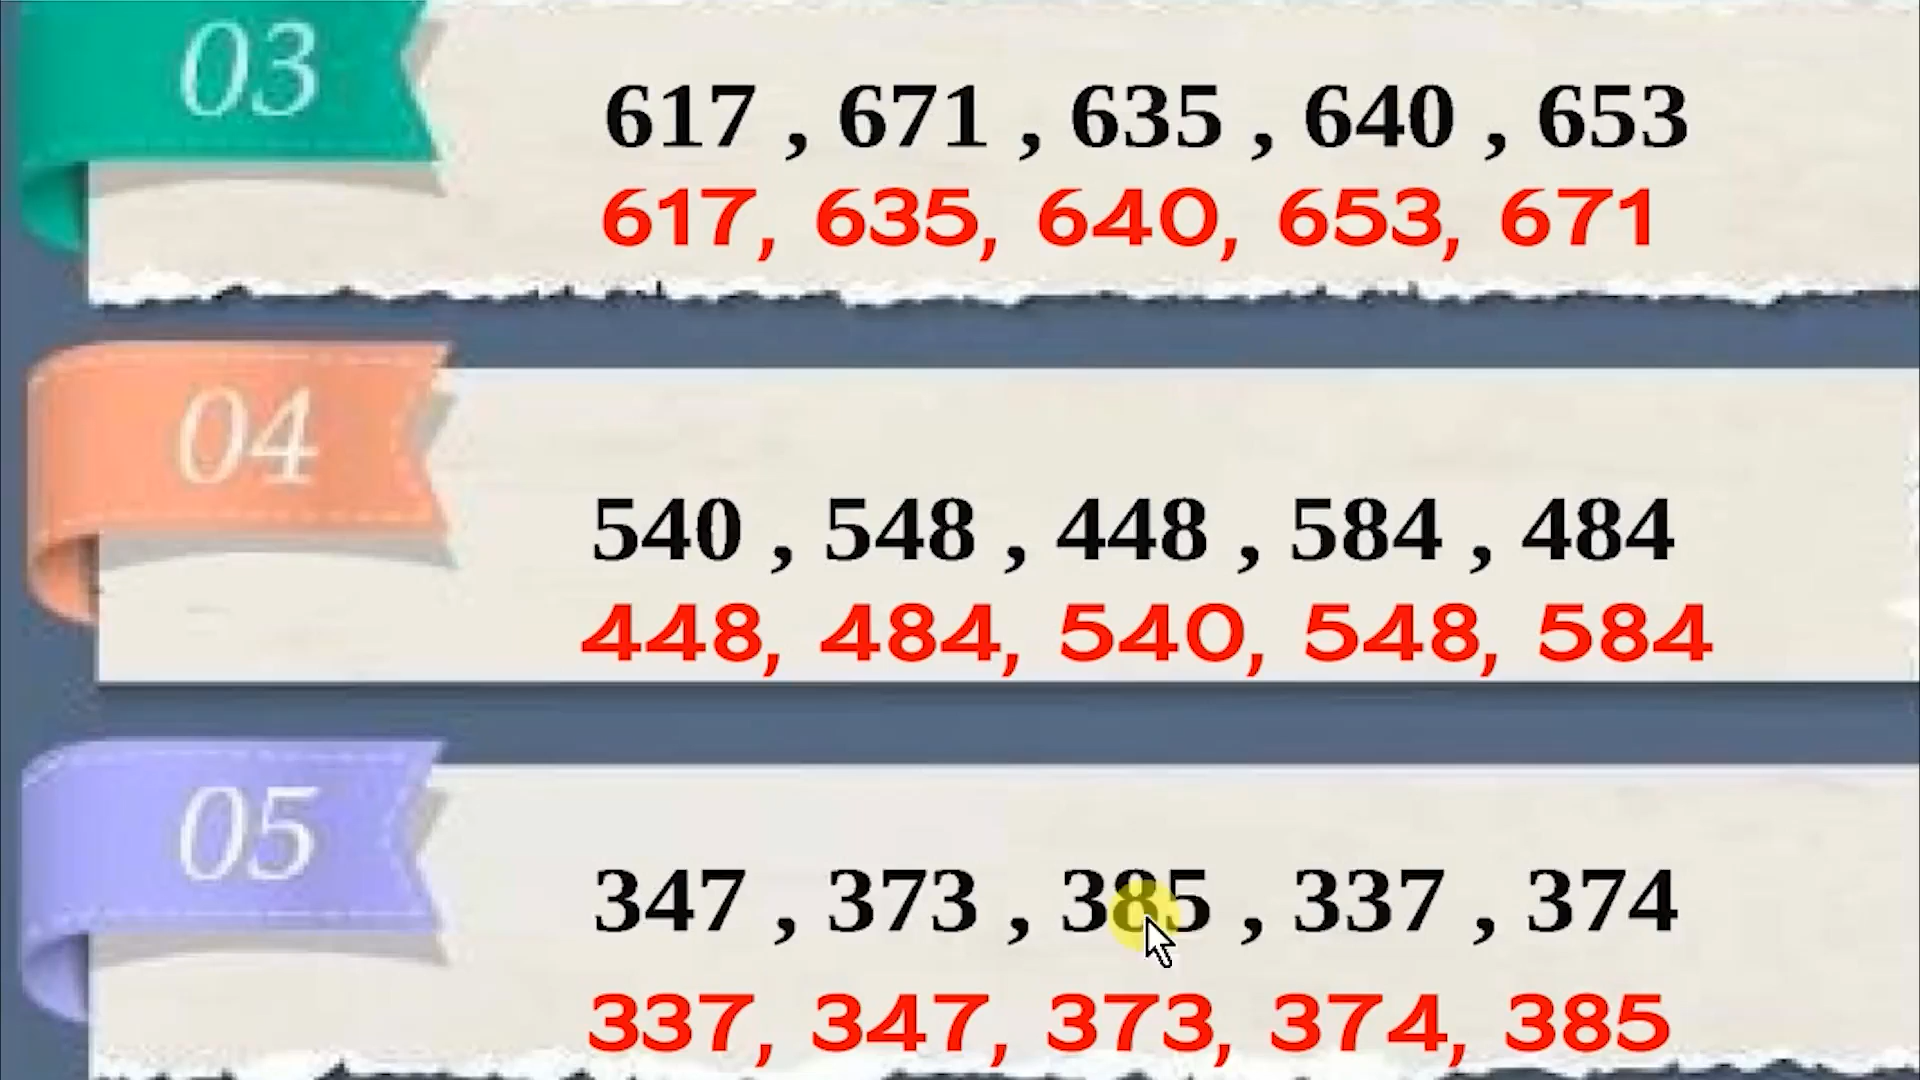 03
617 , 671 , 635 , 640 , 653
617, 635, 640, 653, 671
04
540 , 548 , 448 , 584 , 484
448, 484, 540, 548, 584
05
347 , 373 , 385 , 337 , 374
337, 347, 373, 374, 385